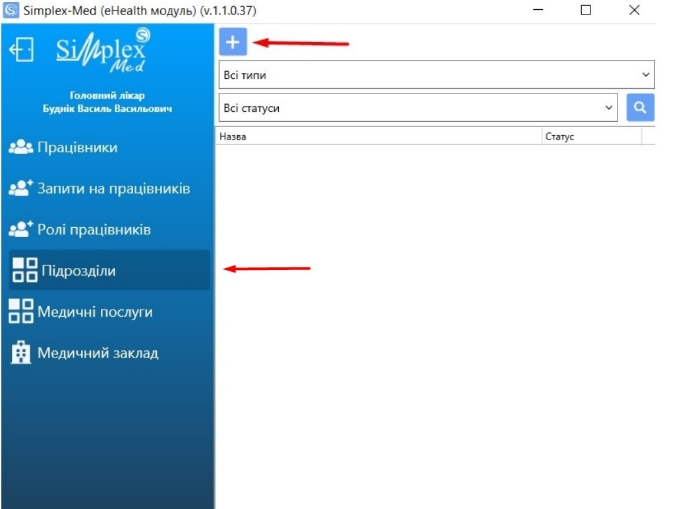 Simplex-Med (eHealth модуль) (v.1.1.0.37)
Simplex
Med
Головний лікар
Буднік Василь Васильович
Працівники
Запити на працівників
Ролі працівників
Підрозділи
Медичні послуги
Медичний заклад
Всі типи
Всі статуси
Назва Статус